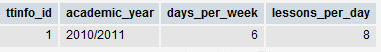 ttinfo_id academic_year days_per_week lessons_per_day
1 2010/2011 6 8